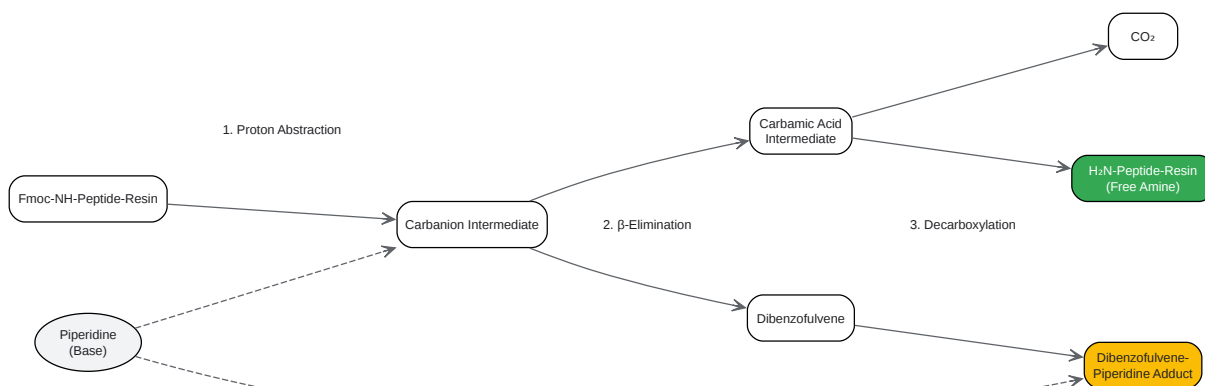 CO₂
Carbamic Acid
Intermediate
1. Proton Abstraction
H₂N-Peptide-Resin
(Free Amine)
Fmoc-NH-Peptide-Resin
Carbanion Intermediate
2. β-Elimination
3. Decarboxylation
Dibenzofulvene
Piperidine
(Base)
Dibenzofulvene-
Piperidine Adduct